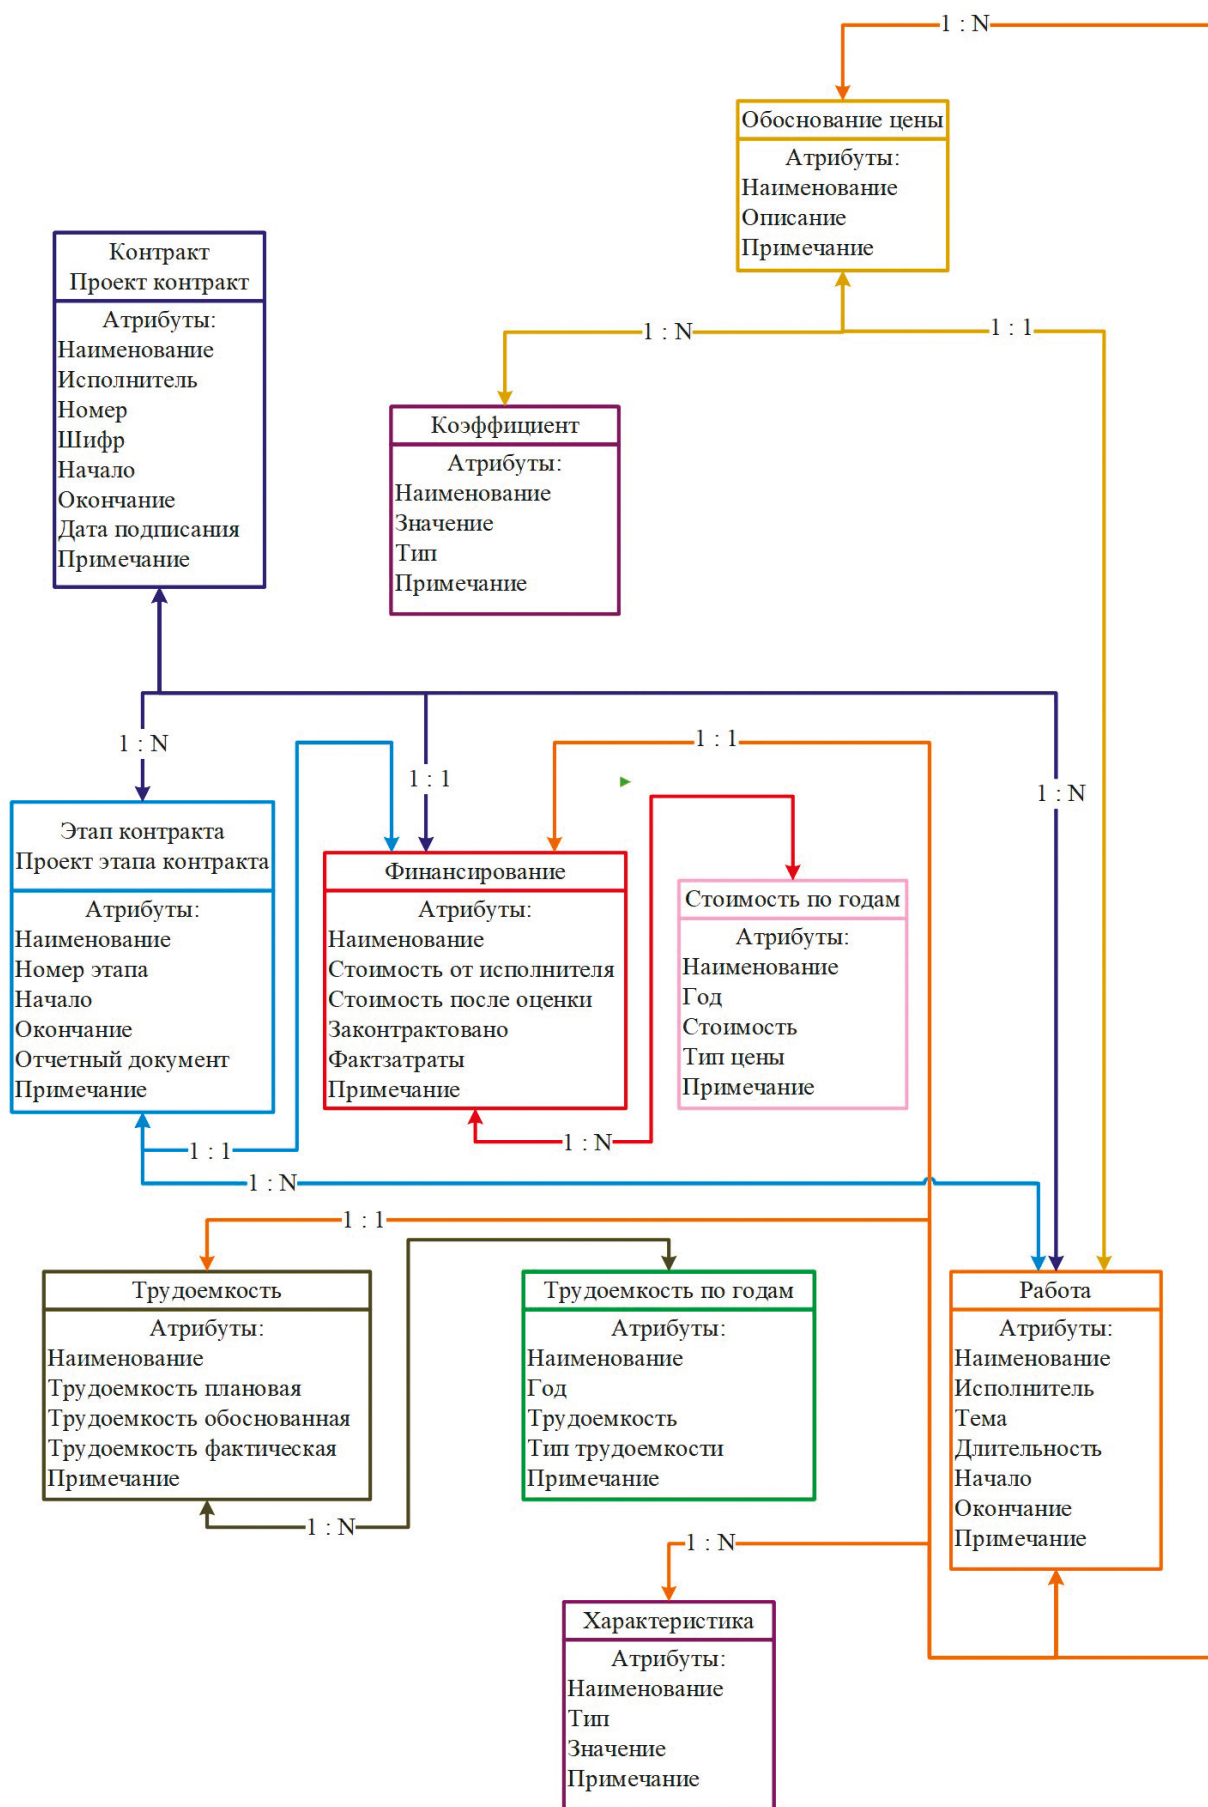 1 : N
Обоснование цены
Атрибуты:
Наименование
Описание
Примечание
Контракт
Проект контракт
Атрибуты:
Наименование
Исполнитель
Номер
Шифр
Начало
Окончание
Дата подписания
Примечание
1 : N
1 : 1
Коэффициент
Атрибуты:
Наименование
Значение
Тип
Примечание
1 : N
1 : 1
1 : 1
1 : N
Этап контракта
Проект этапа контракта
Атрибуты:
Наименование
Номер этапа
Начало
Окончание
Отчетный документ
Примечание
Финансирование
Атрибуты:
Наименование
Стоимость от исполнителя
Стоимость после оценки
Законтрактовано
Фактзатраты
Примечание
Стоимость по годам
Атрибуты:
Наименование
Год
Стоимость
Тип цены
Примечание
1 : 1
1 : N
1 : N
1 : 1
Трудоемкость
Атрибуты:
Наименование
Трудоемкость плановая
Трудоемкость обоснованная
Трудоемкость фактическая
Примечание
Трудоемкость по годам
Атрибуты:
Наименование
Год
Трудоемкость
Тип трудоемкости
Примечание
Работа
Атрибуты:
Наименование
Исполнитель
Тема
Длительность
Начало
Окончание
Примечание
1 : N
1 : N
Характеристика
Атрибуты:
Наименование
Тип
Значение
Примечание